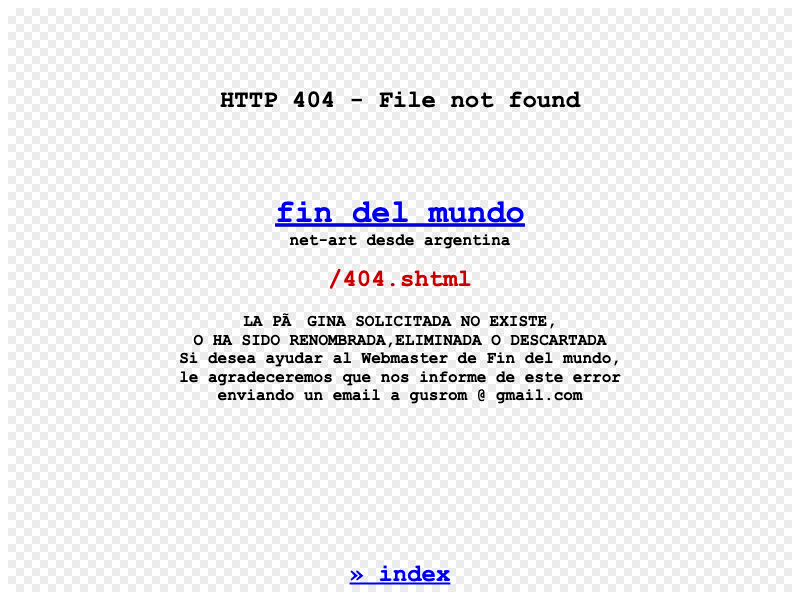 HTTP 404 - File not found
fin del mundo
net-art desde argentina
/404.shtml
LA PÃ GINA SOLICITADA NO EXISTE,
O HA SIDO RENOMBRADA,ELIMINADA O DESCARTADA
Si desea ayudar al Webmaster de Fin del mundo,
le agradeceremos que nos informe de este error
enviando un email a gusrom @ gmail.com
» index